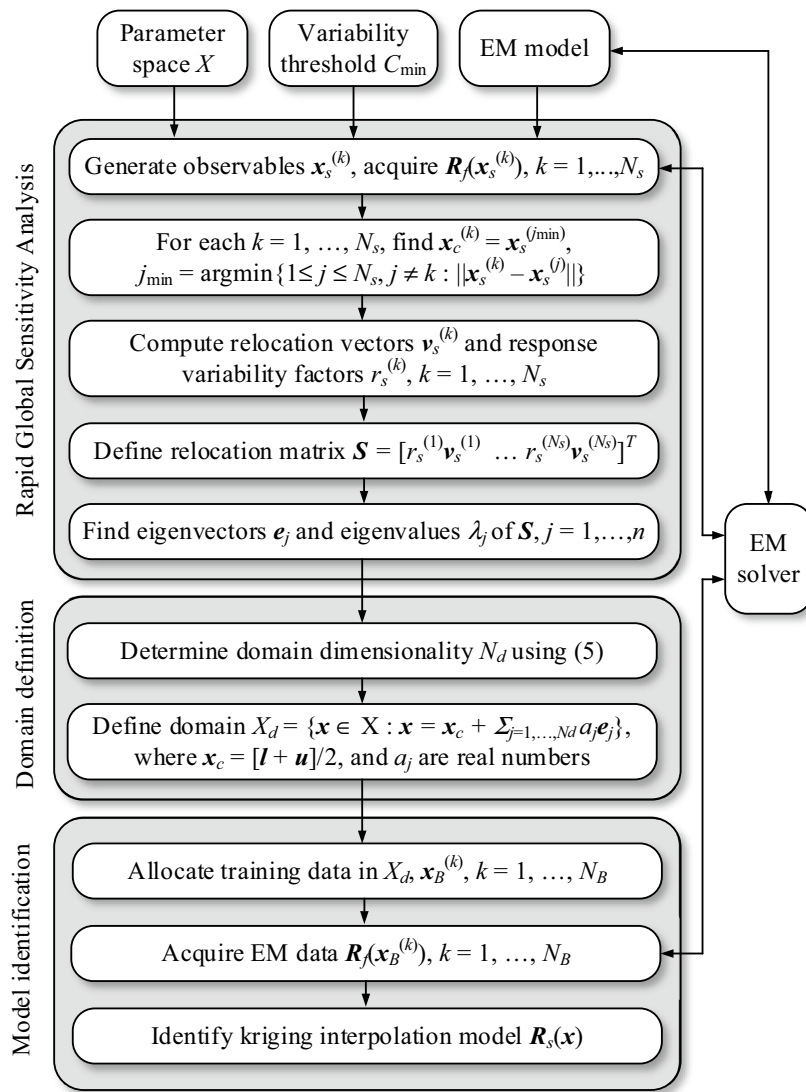 Parameter
space X
Variability
threshold Cmin
EM model
Rapid Global Sensitivity Analysis
Generate observables xs(k), acquire Rf(xs(k)), k = 1,...,Ns
For each k = 1, …, Ns, find xc(k) = xs(jmin),
jmin = argmin{1≤ j ≤ Ns, j ≠ k : ||xs(k) – xs(j)||}
Compute relocation vectors vs(k) and response
variability factors rs(k), k = 1, …, Ns
Define relocation matrix S = [rs(1)vs(1) … rs(Ns)vs(Ns)]T
Find eigenvectors ej and eigenvalues λj of S, j = 1,…,n
EM
solver
Domain definition
Determine domain dimensionality Nd using (5)
Define domain Xd = {x ∈ X : x = xc + Σj=1,…,Nd ajej},
where xc = [l + u]/2, and aj are real numbers
Model identification
Allocate training data in Xd, xB(k), k = 1, …, NB
Acquire EM data Rf(xB(k)), k = 1, …, NB
Identify kriging interpolation model Rs(x)